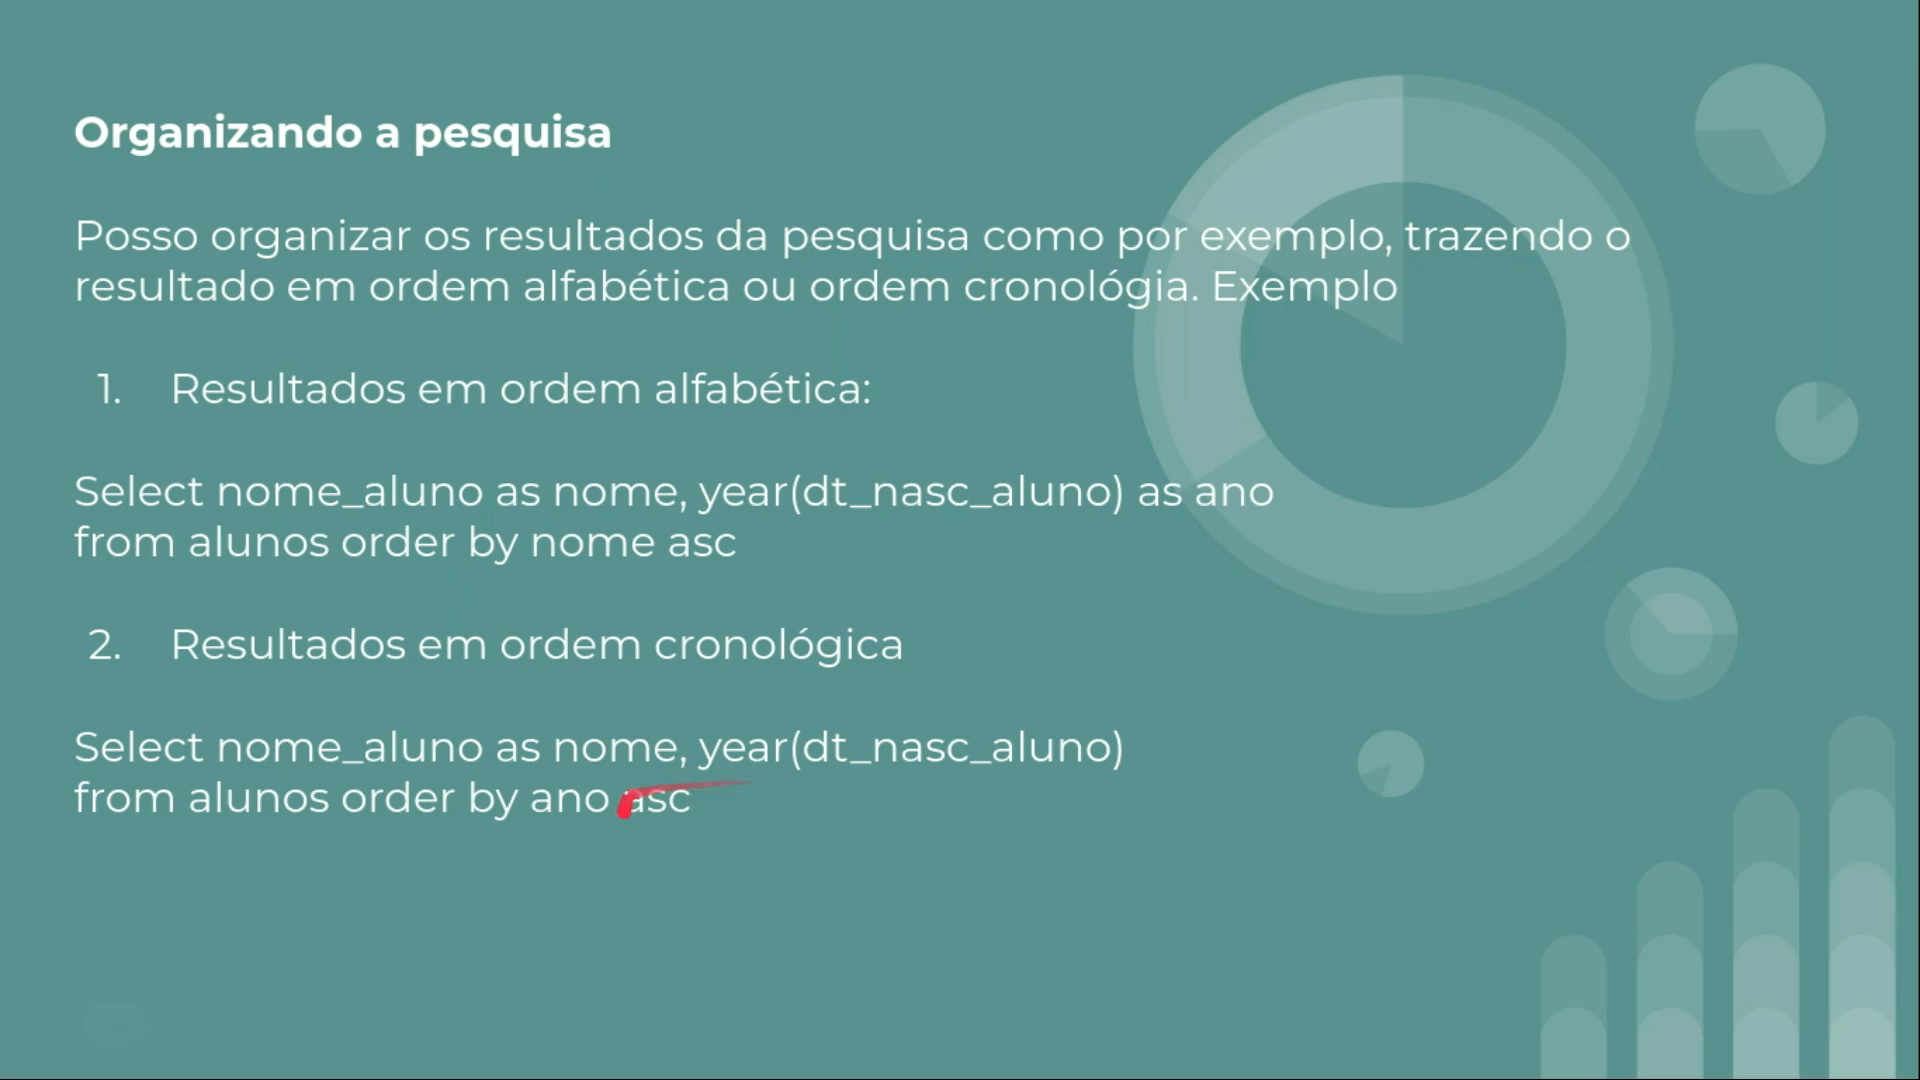 Organizando a pesquisa
Posso organizar os resultados da pesquisa como por exemplo, trazendo o
resultado em ordem alfabética ou ordem cronológia. Exemplo
1. Resultados em ordem alfabética:
Select nome_aluno as nome, year(dt_nasc_aluno) as ano
from alunos order by nome asc
2. Resultados em ordem cronológica
Select nome_aluno as nome, year(dt_nasc_aluno)
from alunos order by ano asc